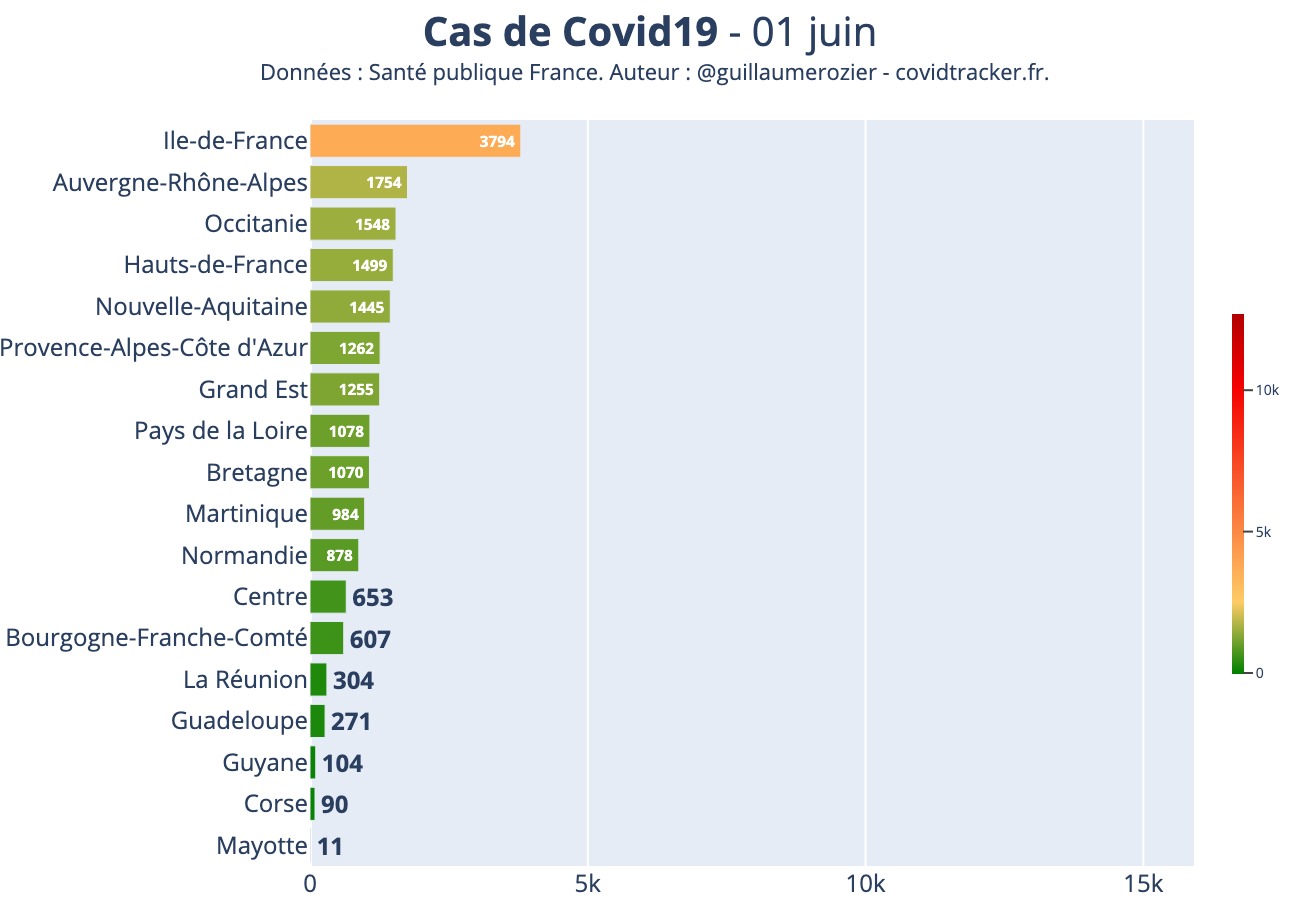 Cas de Covid19 - 01 juin
Données : Santé publique France. Auteur : @guillaumerozier - covidtracker.fr.
Ile-de-France 3794
Auvergne-Rhône-Alpes 1754
Occitanie 1548
Hauts-de-France 1499
Nouvelle-Aquitaine 1445
Provence-Alpes-Côte d'Azur 1262
Grand Est 1255
Pays de la Loire 1078
Bretagne 1070
Martinique 984
Normandie 878
Centre 653
Bourgogne-Franche-Comté 607
La Réunion 304
Guadeloupe 271
Guyane 104
Corse 90
Mayotte 11
0 5k 10k 15k
10k
5k
0